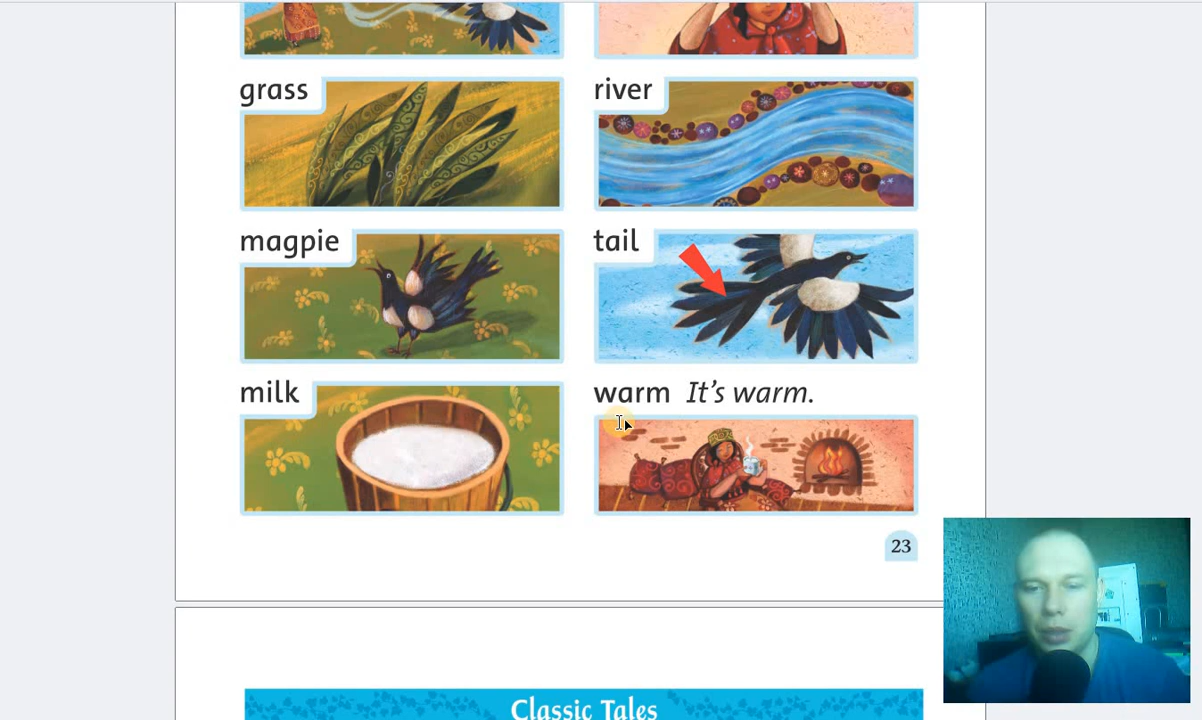 grass
river
magpie
tail
milk
warm It's warm.
23
Classic Tales